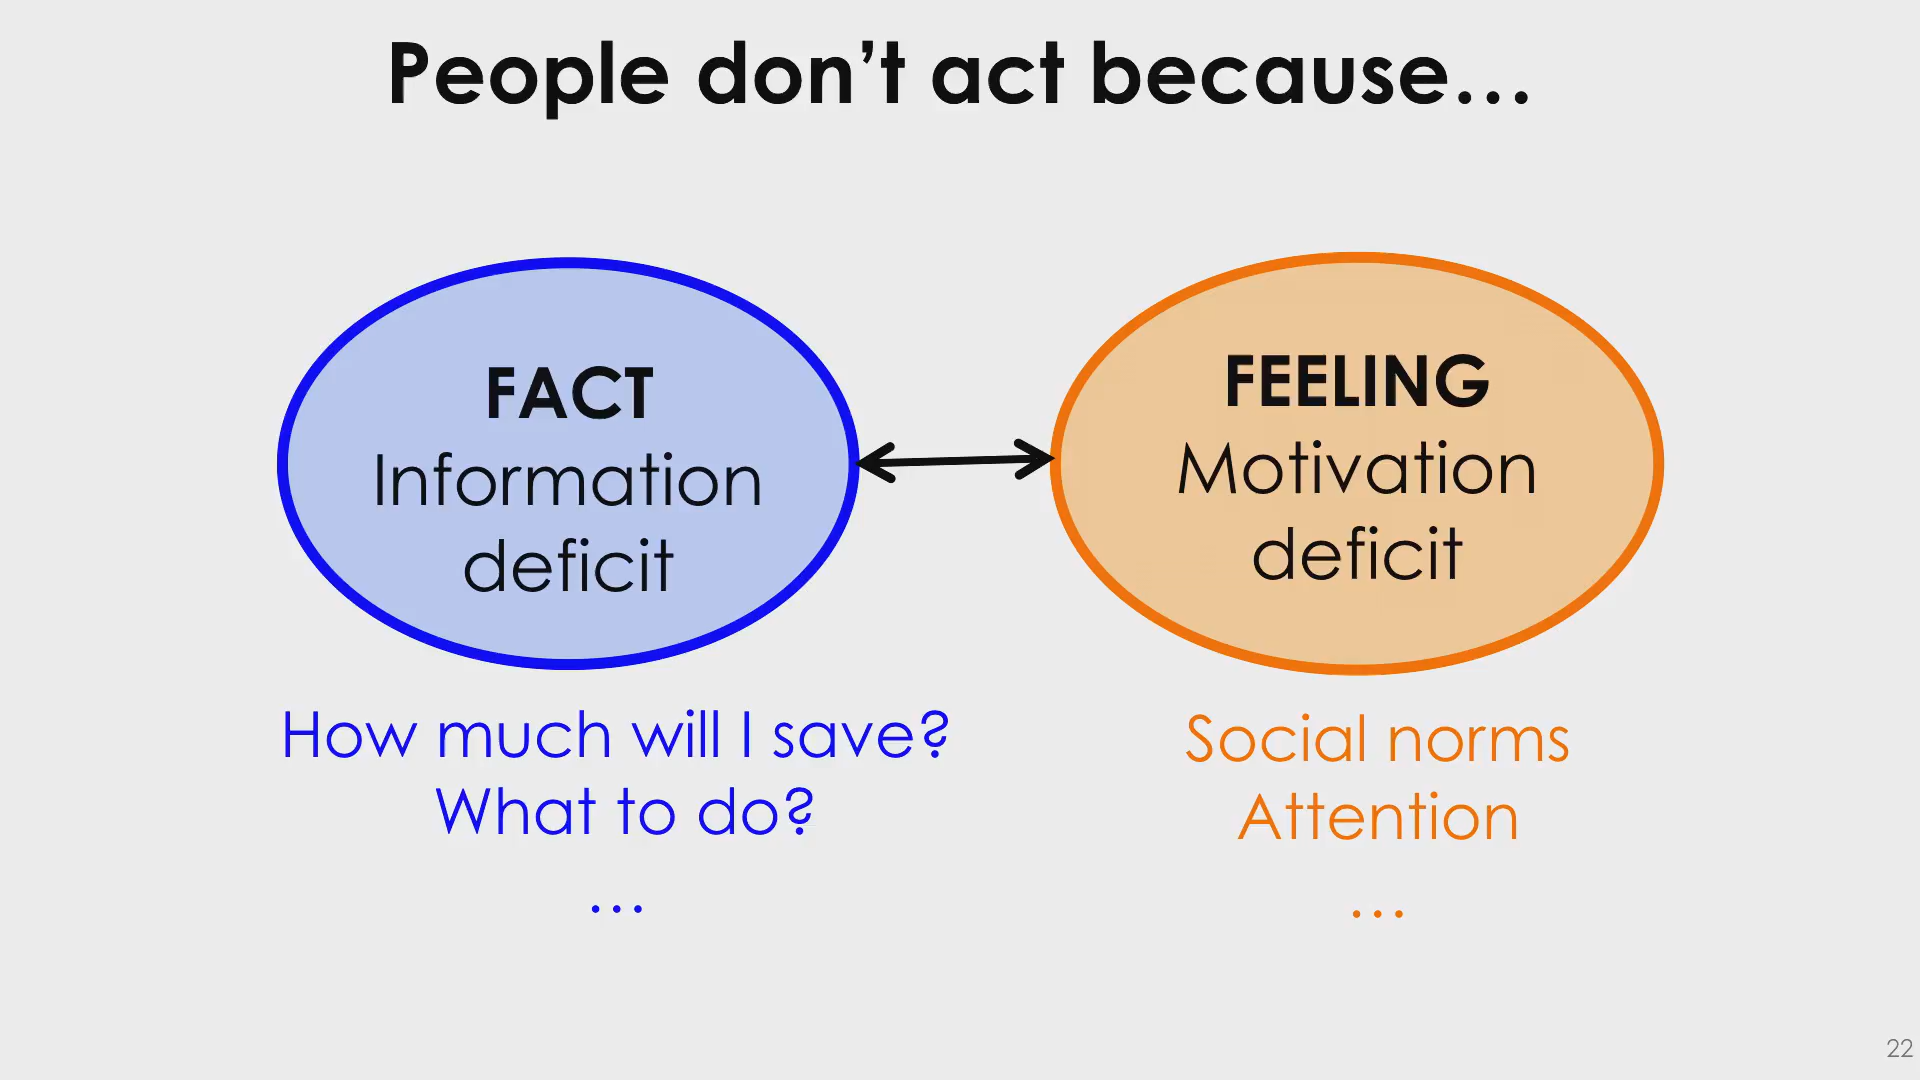 People don’t act because…
FACT
Information
deficit
FEELING
Motivation
deficit
How much will I save?
What to do?
…
Social norms
Attention
…
22